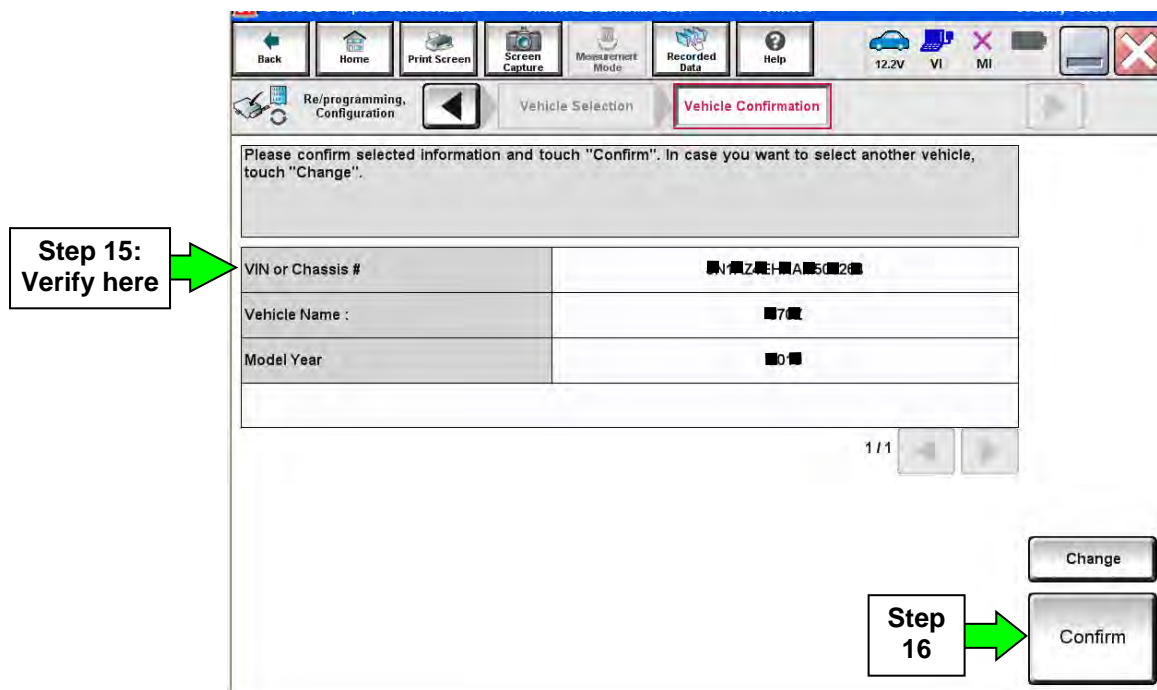 Back
Home
Print Screen
Screen
Capture
Measurement
Mode
Recorded
Data
Help
12.2V
VI
MI
Re/programming,
Configuration
Vehicle Selection
Vehicle Confirmation
Please confirm selected information and touch "Confirm". In case you want to select another vehicle,
touch "Change".
Step 15:
Verify here
VIN or Chassis #
Vehicle Name :
Model Year
1/1
Change
Step
16
Confirm